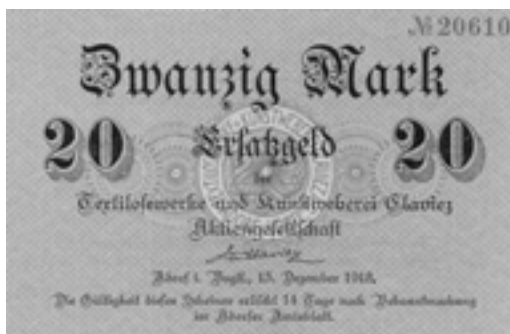 № 20610
Zwanzig Mark
20 Ersatzgeld 20
der
Textilosewerke und Kunstweberei Claviez
Aktiengesellschaft
Adorf i. Vogtl., 15. Dezember 1918.
Die Gültigkeit dieses Scheines erlischt 14 Tage nach Bekanntmachung
im Adorfer Amtsblatt.